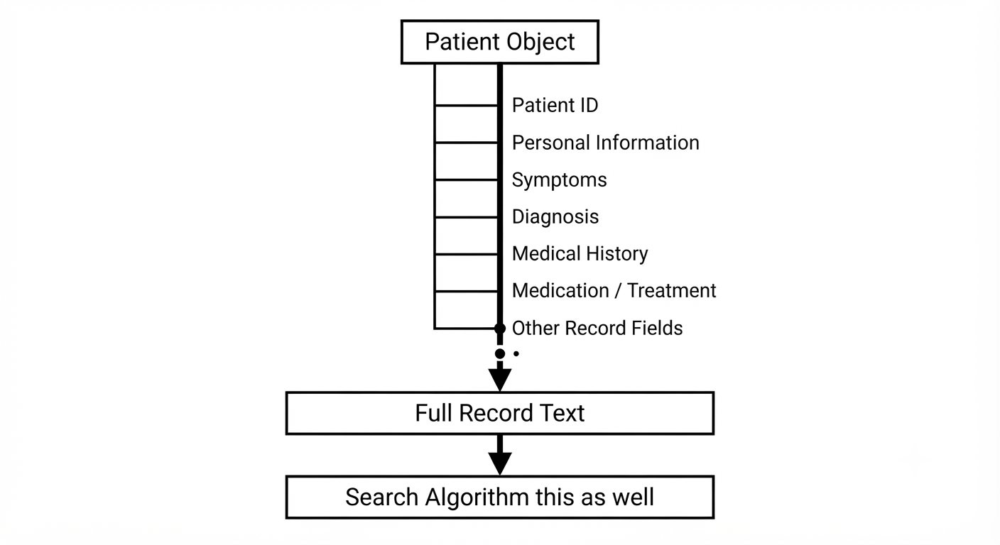 Patient Object
Patient ID
Personal Information
Symptoms
Diagnosis
Medical History
Medication / Treatment
Other Record Fields
Full Record Text
Search Algorithm this as well